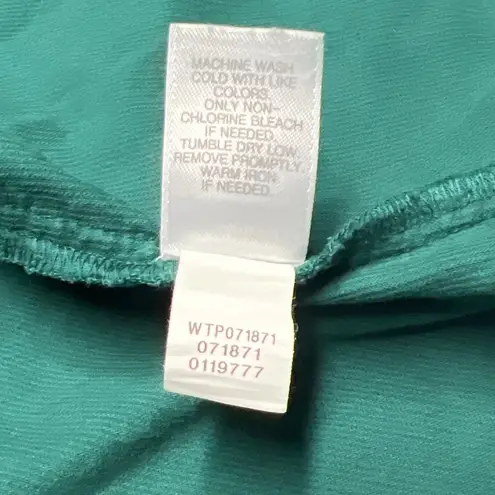 MACHINE WASH
COLD WITH LIKE
COLORS.
ONLY NON-
CHLORINE BLEACH
IF NEEDED.
TUMBLE DRY LOW.
REMOVE PROMPTLY.
WARM IRON
IF NEEDED.
WTP071871
071871
0119777